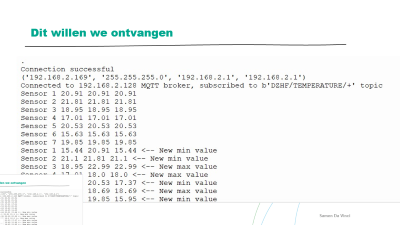 Dit willen we ontvangen
.
Connection successful
('192.168.2.169', '255.255.255.0', '192.168.2.1', '192.168.2.1')
Connected to 192.168.2.128 MQTT broker, subscribed to b'DZHF/TEMPERATURE/+' topic
Sensor 1 20.91 20.91 20.91
Sensor 2 21.81 21.81 21.81
Sensor 3 18.95 18.95 18.95
Sensor 4 17.01 17.01 17.01
Sensor 5 20.53 20.53 20.53
Sensor 6 15.63 15.63 15.63
Sensor 7 19.85 19.85 19.85
Sensor 1 15.44 20.91 15.44 <-- New min value
Sensor 2 21.1 21.81 21.1 <-- New min value
Sensor 3 18.95 22.99 22.99 <-- New max value
Sensor 4 17.01 18.0 18.0 <-- New max value
20.53 17.37 <-- New min value
18.69 18.69 <-- New max value
19.85 15.95 <-- New min value
we ontvangen